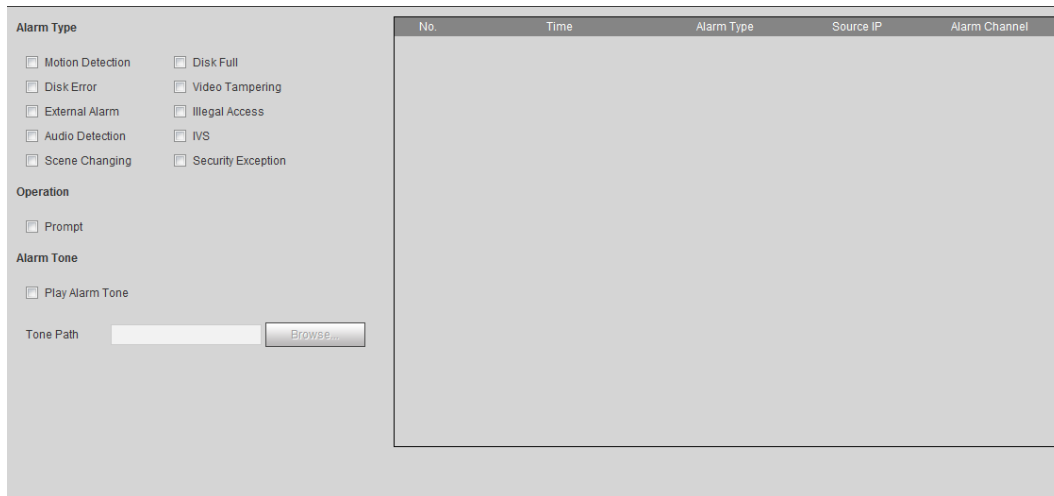 Alarm Type
Motion Detection Disk Full
Disk Error Video Tampering
External Alarm Illegal Access
Audio Detection IVS
Scene Changing Security Exception
Operation
Prompt
Alarm Tone
Play Alarm Tone
Tone Path Browse...
No. Time Alarm Type Source IP Alarm Channel